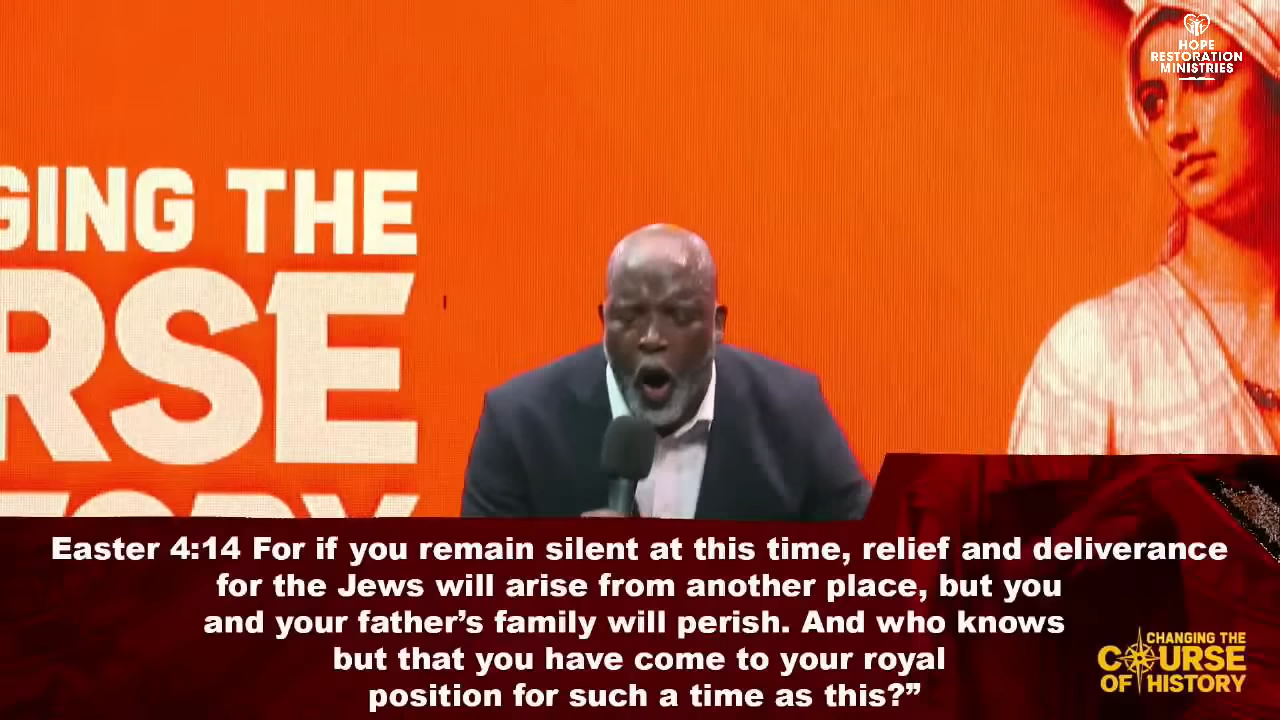 HOPE
RESTORATION
MINISTRIES
GING THE
RSE
TORY
Easter 4:14 For if you remain silent at this time, relief and deliverance
for the Jews will arise from another place, but you
and your father’s family will perish. And who knows
but that you have come to your royal
position for such a time as this?”
CHANGING THE
COURSE
OF HISTORY